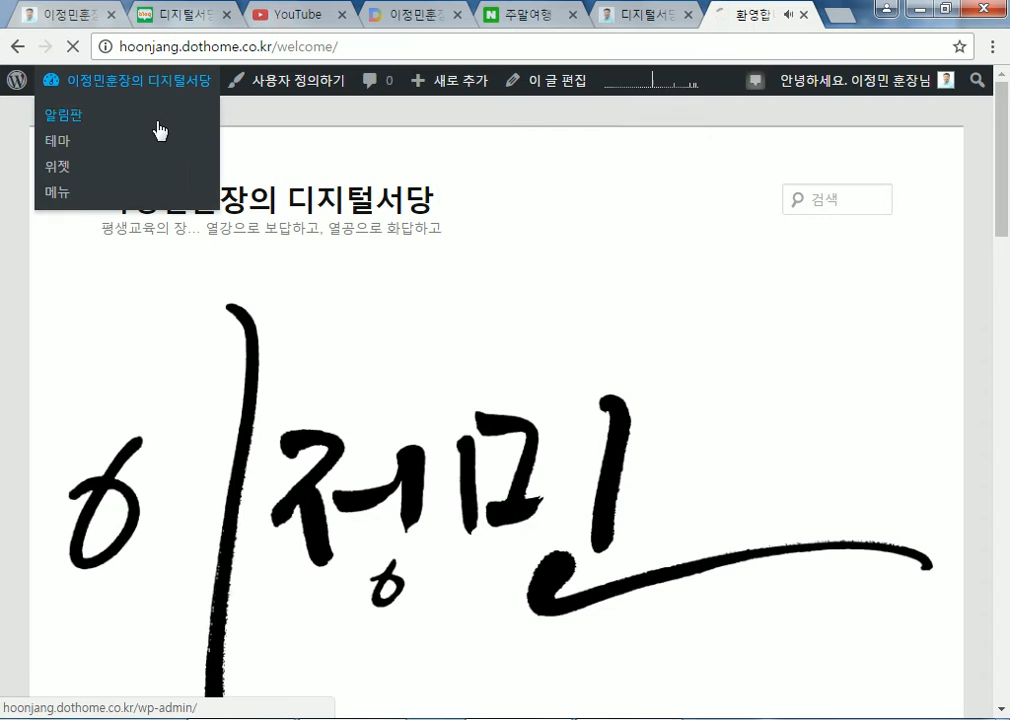 이정민훈장
디지털서당
YouTube
이정민훈
주말여행
디지털서당
환영합
hoonjang.dothome.co.kr/welcome/
이정민훈장의 디지털서당
사용자 정의하기
0
새로 추가
이 글 편집
안녕하세요. 이정민 훈장님
알림판
테마
위젯
메뉴
장의 디지털서당
검색
평생교육의 장... 열강으로 보답하고, 열공으로 화답하고
이정민
hoonjang.dothome.co.kr/wp-admin/